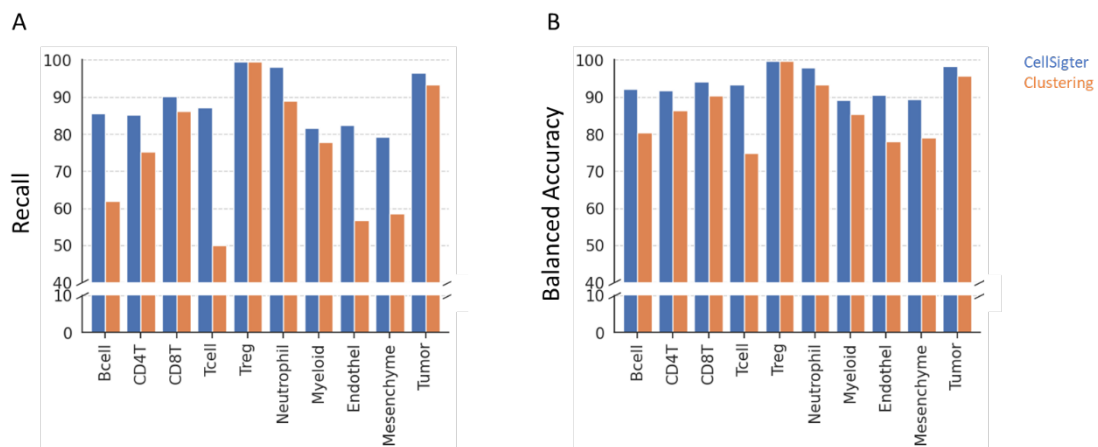 A
B
CellSigter
Clustering
Recall
100
90
80
70
60
50
40
10
0
Bcell
CD4T
CD8T
Tcell
Treg
Neutrophil
Myeloid
Endothel
Mesenchyme
Tumor
Balanced Accuracy
100
90
80
70
60
50
40
10
0
Bcell
CD4T
CD8T
Tcell
Treg
Neutrophil
Myeloid
Endothel
Mesenchyme
Tumor